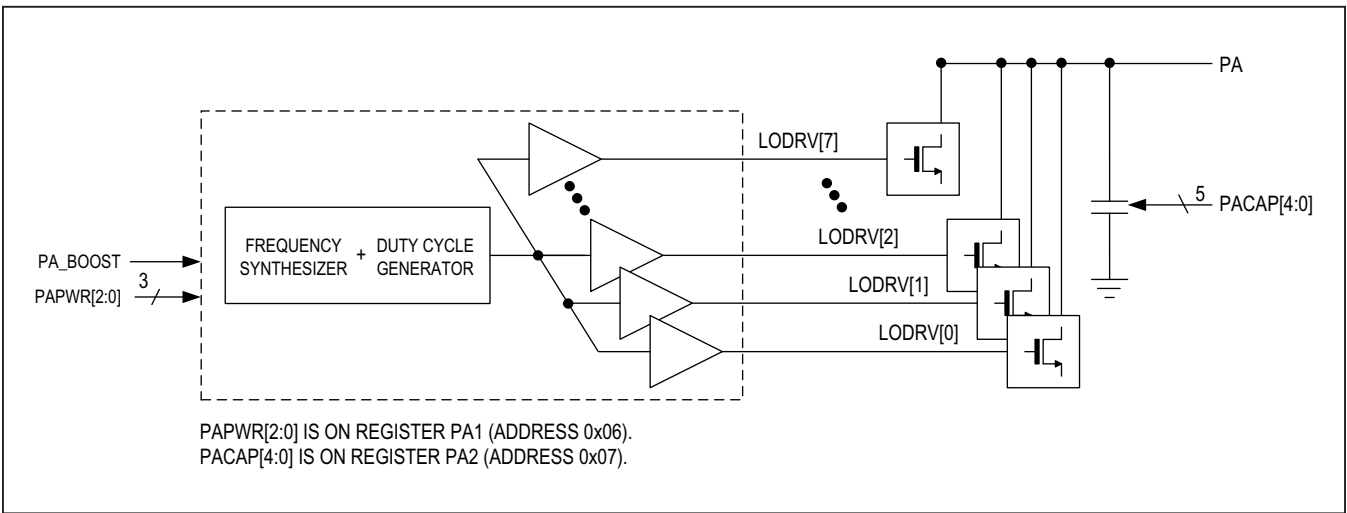 PA
LODRV[7]
5
PACAP[4:0]
LODRV[2]
FREQUENCY
SYNTHESIZER
+
DUTY CYCLE
GENERATOR
PA_BOOST
3
PAPWR[2:0]
LODRV[1]
LODRV[0]
PAPWR[2:0] IS ON REGISTER PA1 (ADDRESS 0x06).
PACAP[4:0] IS ON REGISTER PA2 (ADDRESS 0x07).